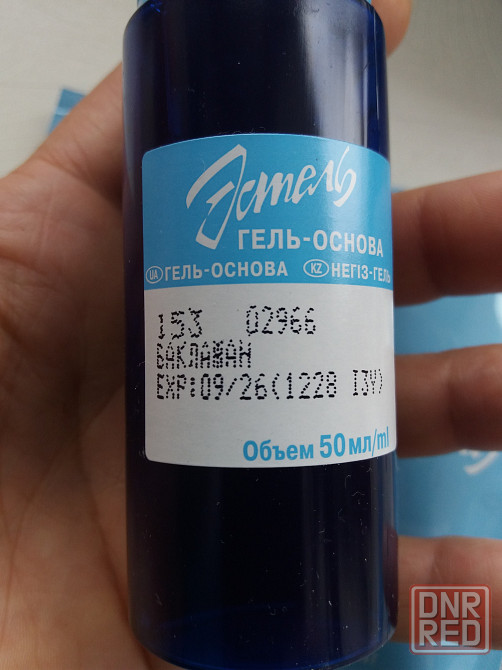 Эстель
ГЕЛЬ-ОСНОВА
UA ГЕЛЬ-ОСНОВА KZ НЕГІЗ-ГЕЛЬ
153 02966
БАКЛАЖАН
EXP:09/26(1228 13Y)
Объем 50 мл/ml
DNR
RED